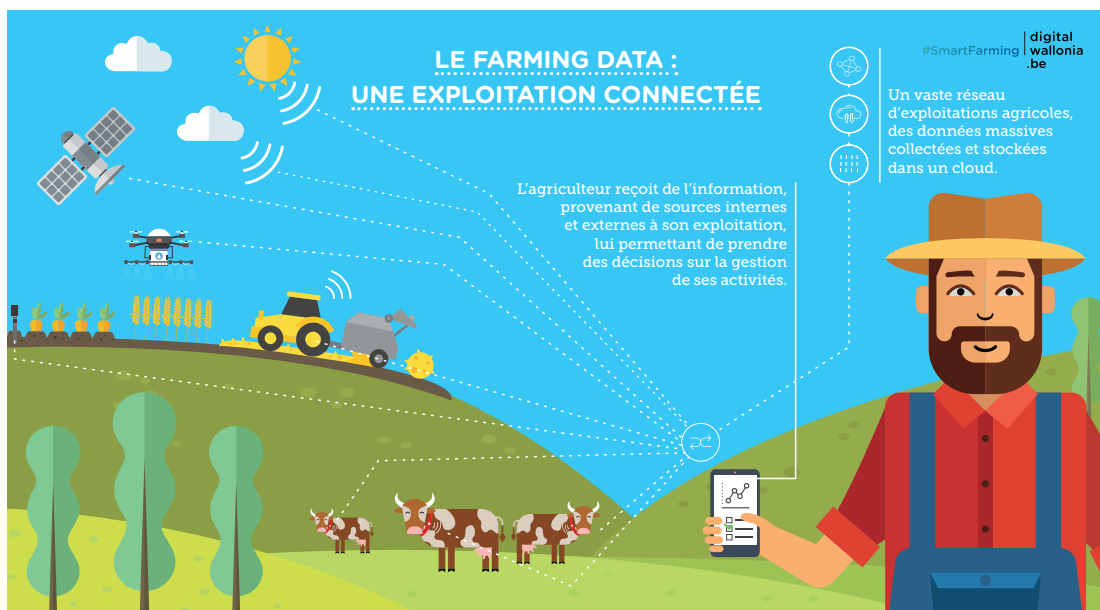 LE FARMING DATA :
UNE EXPLOITATION CONNECTÉE
#SmartFarming
digital
wallonia
.be
Un vaste réseau
d’exploitations agricoles,
des données massives
collectées et stockées
dans un cloud.
L’agriculteur reçoit de l’information,
provenant de sources internes
et externes à son exploitation,
lui permettant de prendre
des décisions sur la gestion
de ses activités.